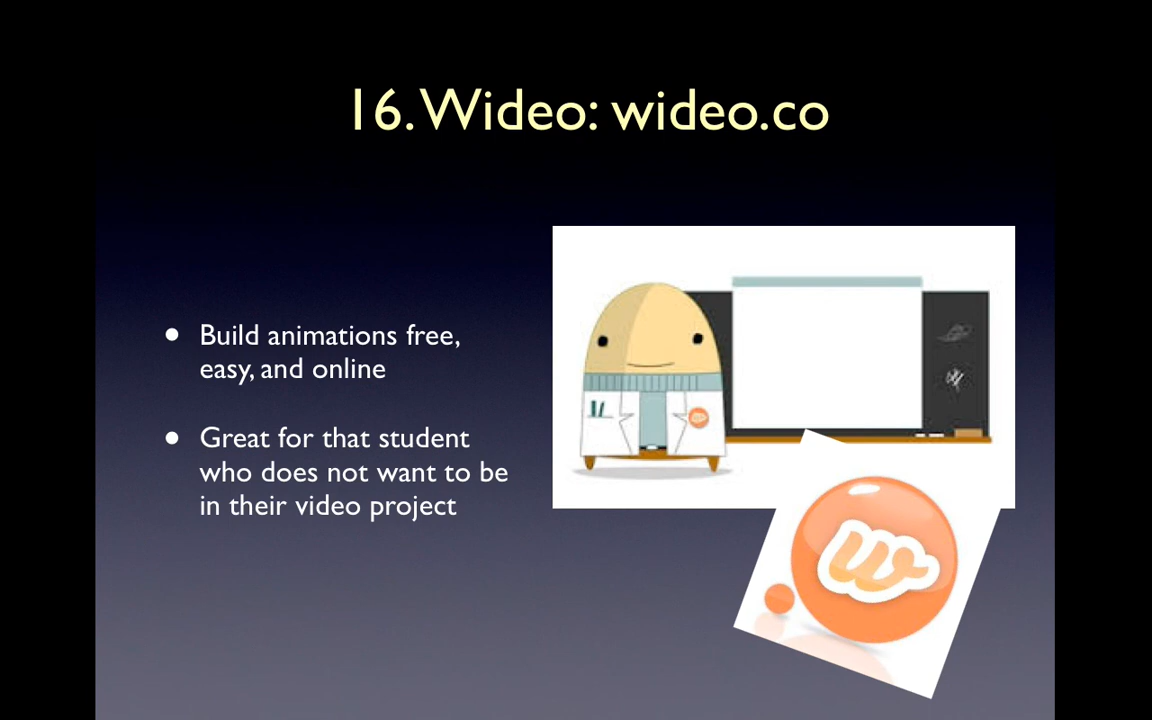 16. Wideo: wideo.co
• Build animations free,
easy, and online
• Great for that student
who does not want to be
in their video project
w